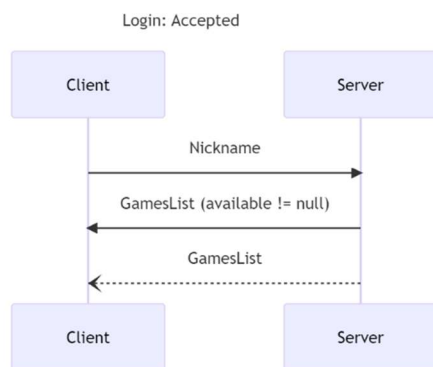 Login: Accepted
Client Server
Nickname
GamesList (available != null)
GamesList
Client Server